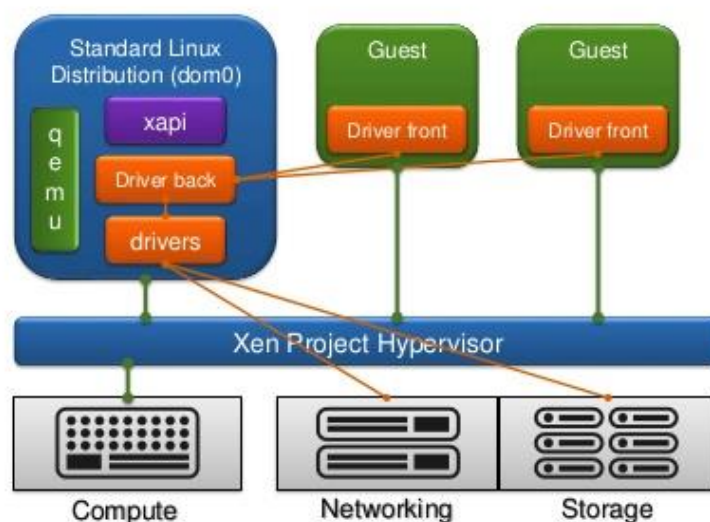 Standard Linux
Distribution (dom0)
qemu
xapi
Driver back
drivers
Guest
Driver front
Guest
Driver front
Xen Project Hypervisor
Compute
Networking
Storage